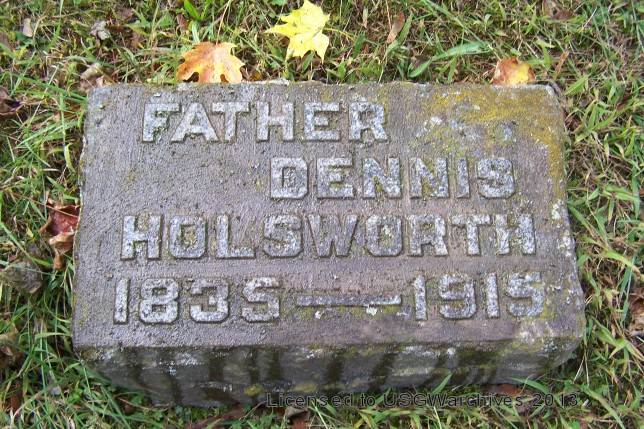 FATHER
DENNIS
HOLSWORTH
1835—1915
Licensed to USGWarchives 2013